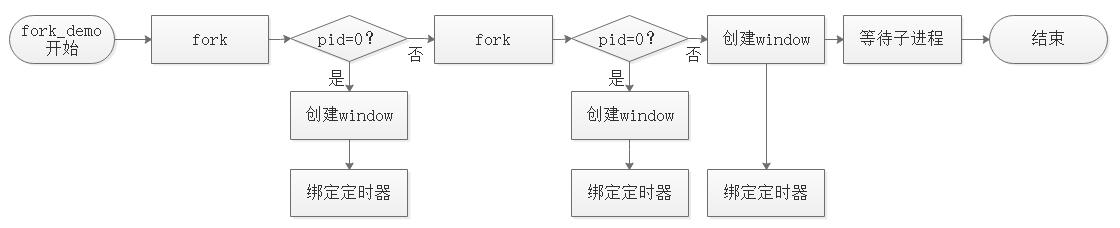 fork_demo
开始
fork
pid=0?
否
fork
pid=0?
否
创建window
等待子进程
结束
是
创建window
绑定定时器
是
创建window
绑定定时器
绑定定时器